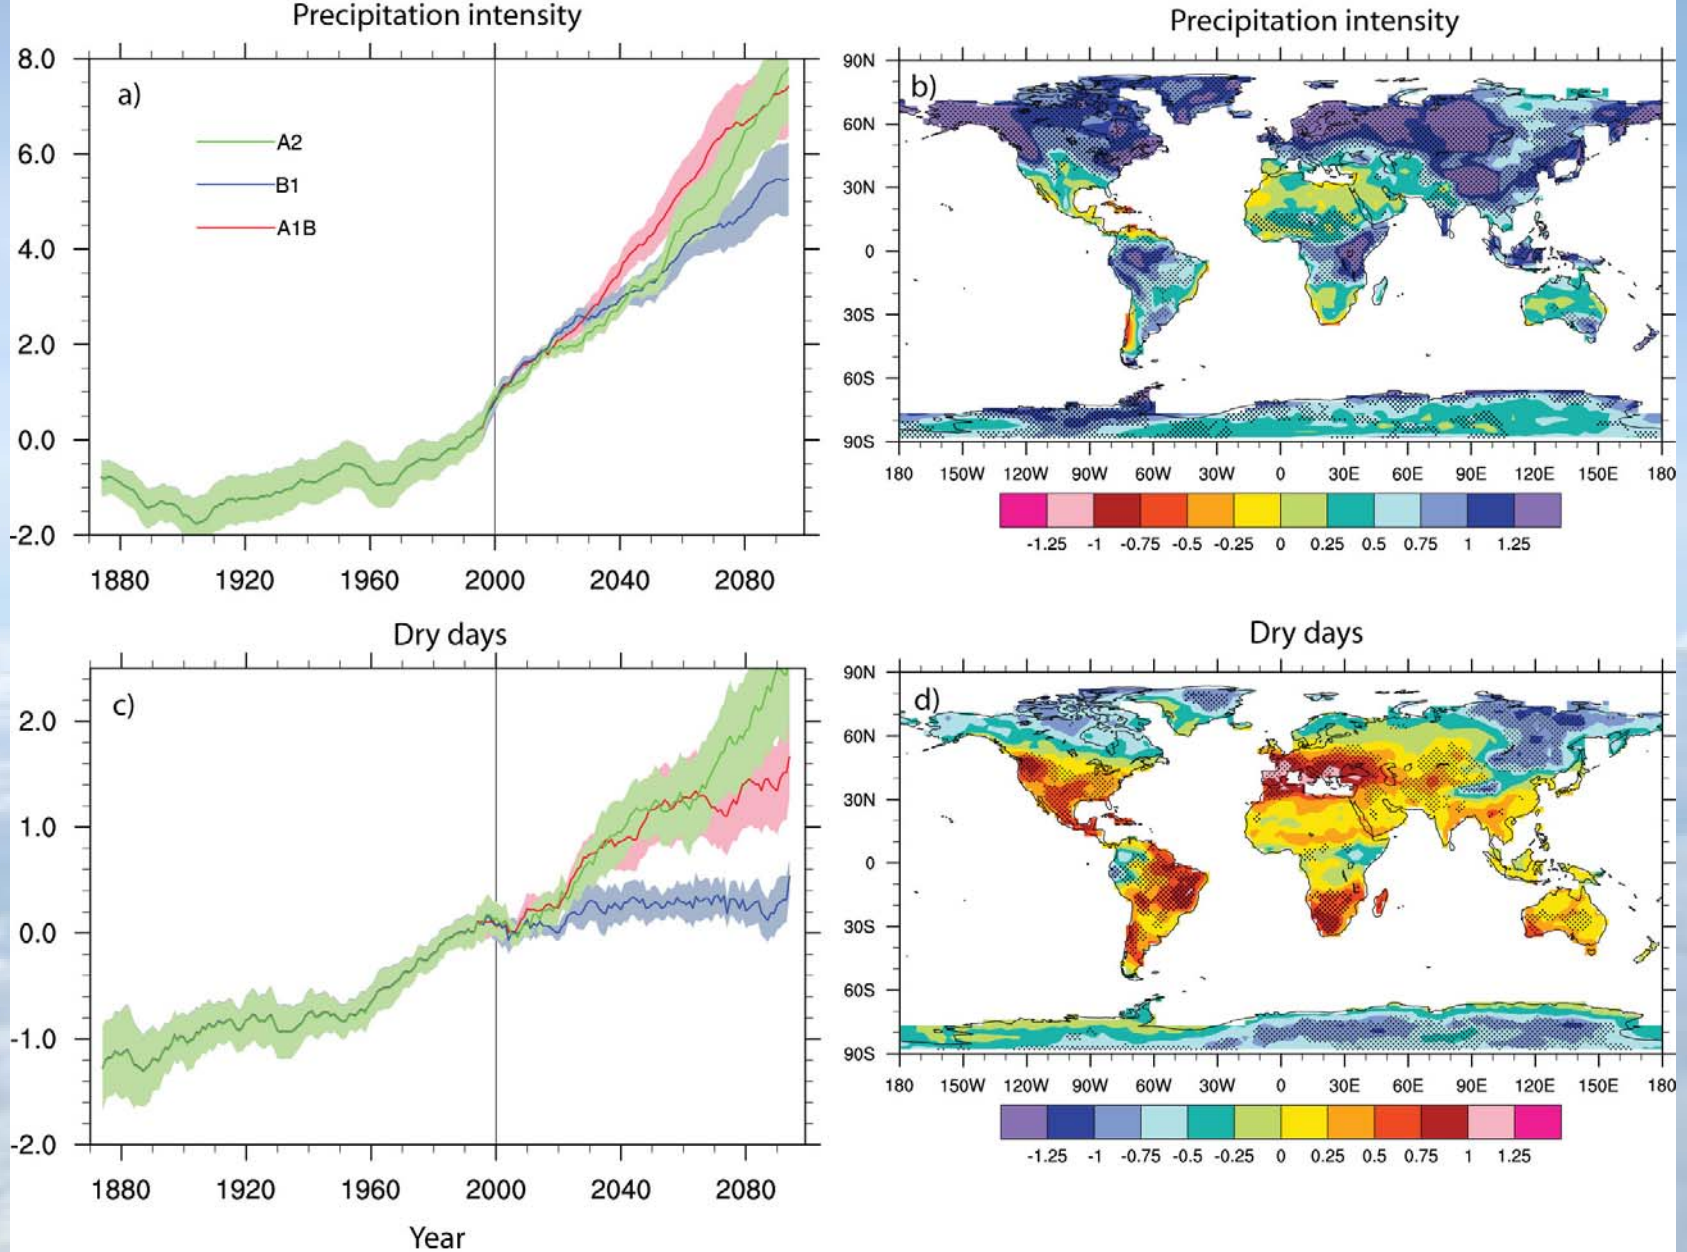 Precipitation intensity
a)
8.0
6.0
4.0
2.0
0.0
-2.0
A2
B1
A1B
1880 1920 1960 2000 2040 2080
Precipitation intensity
b)
90N
60N
30N
0
30S
60S
90S
180 150W 120W 90W 60W 30W 0 30E 60E 90E 120E 150E 180
-1.25 -1 -0.75 -0.5 -0.25 0 0.25 0.5 0.75 1 1.25
Dry days
c)
2.0
1.0
0.0
-1.0
-2.0
1880 1920 1960 2000 2040 2080
Year
Dry days
d)
90N
60N
30N
0
30S
60S
90S
180 150W 120W 90W 60W 30W 0 30E 60E 90E 120E 150E 180
-1.25 -1 -0.75 -0.5 -0.25 0 0.25 0.5 0.75 1 1.25